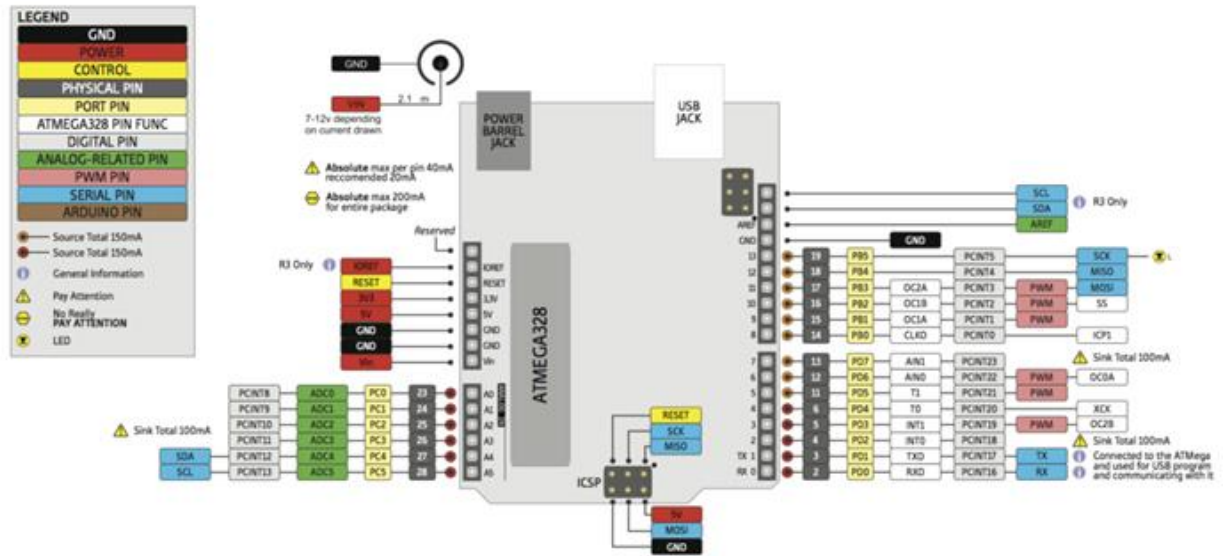 LEGEND
GND
POWER
CONTROL
PHYSICAL PIN
PORT PIN
ATMEGA328 PIN FUNC
DIGITAL PIN
ANALOG-RELATED PIN
PWM PIN
SERIAL PIN
ARDUINO PIN
Source Total 150mA
Source Total 150mA
General Information
Pay Attention
No Really
PAY ATTENTION
LED
GND
VIN 2.1 m
7-12v depending
on current drawn
Absolute max per pin 40mA
reccomended 20mA
Absolute max 200mA
for entire package
POWER
BARREL
JACK
USB
JACK
Reserved
R3 Only IOREF IOREF
RESET RESET
3V3 3.3V
5V 5V
GND GND
GND GND
Vin Vin
PCINT8 ADC0 PC0 23 A0
PCINT9 ADC1 PC1 24 A1
PCINT10 ADC2 PC2 25 A2
Sink Total 100mA
PCINT11 ADC3 PC3 26 A3
SDA PCINT12 ADC4 PC4 27 A4
SCL PCINT13 ADC5 PC5 28 A5
ATMEGA328
SCL
SDA R3 Only
AREF AREF
GND GND
13 19 PB5 PCINT5 SCK L
12 18 PB4 PCINT4 MISO
11 17 PB3 OC2A PCINT3 PWM MOSI
10 16 PB2 OC1B PCINT2 PWM SS
9 15 PB1 OC1A PCINT1 PWM
8 14 PB0 CLKO PCINT0 ICP1
7 13 PD7 AIN1 PCINT23 Sink Total 100mA
6 12 PD6 AIN0 PCINT22 PWM OC0A
5 11 PD5 T1 PCINT21 PWM
4 6 PD4 T0 PCINT20 XCK
3 5 PD3 INT1 PCINT19 PWM OC2B
2 4 PD2 INT0 PCINT18 Sink Total 100mA
TX 1 3 PD1 TXD PCINT17 TX
RX 0 2 PD0 RXD PCINT16 RX
Connected to the ATMega
and used for USB program
and communicating with it
RESET
SCK
MISO
ICSP
5V
MOSI
GND